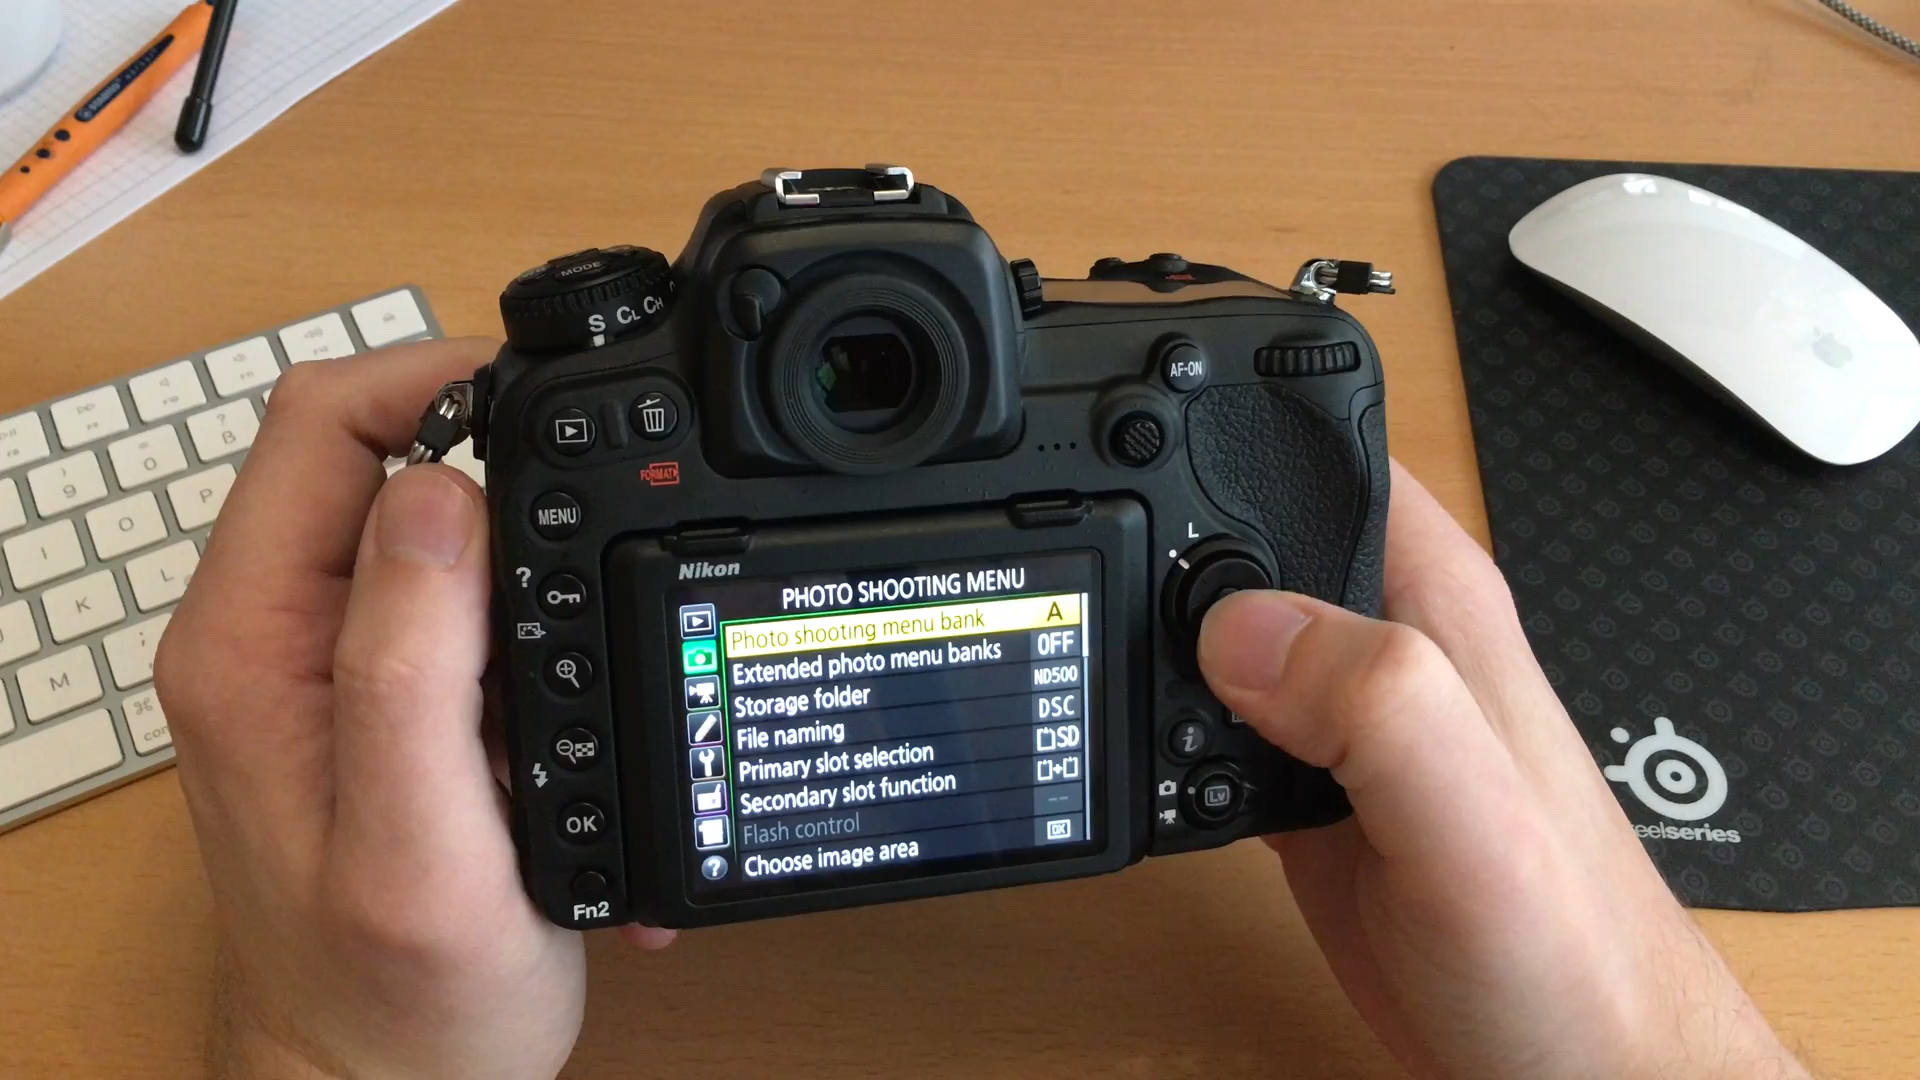 STABILO
MODE
S CL CH
AF-ON
FORMAT
MENU
L
Nikon
?
PHOTO SHOOTING MENU
Photo shooting menu bank A
Extended photo menu banks OFF
Storage folder ND500
File naming DSC
Primary slot selection SD
Secondary slot function
Flash control --
Choose image area DX
?
i
Lv
OK
Fn2
?
B
9
O
P
I
L
K
;
M
⌘
steelseries